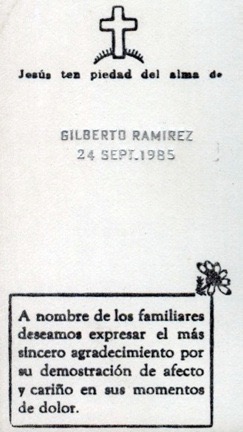 Jesús ten piedad del alma de
GILBERTO RAMIREZ
24 SEPT.1985
A nombre de los familiares
deseamos expresar el más
sincero agradecimiento por
su demostración de afecto
y cariño en sus momentos
de dolor.